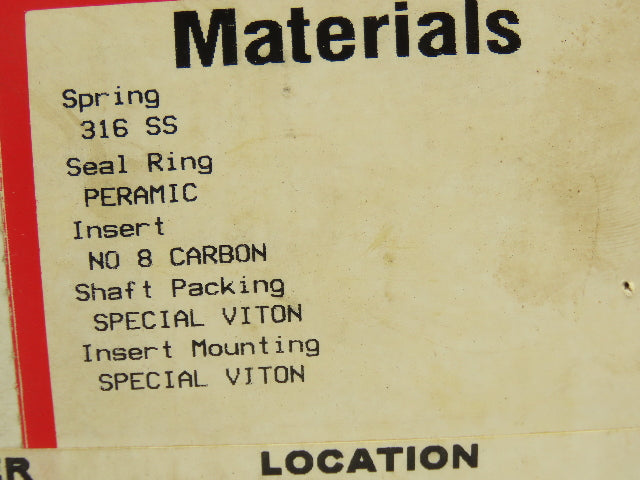 Materials
Spring
316 SS
Seal Ring
PERAMIC
Insert
NO 8 CARBON
Shaft Packing
SPECIAL VITON
Insert Mounting
SPECIAL VITON
ER LOCATION